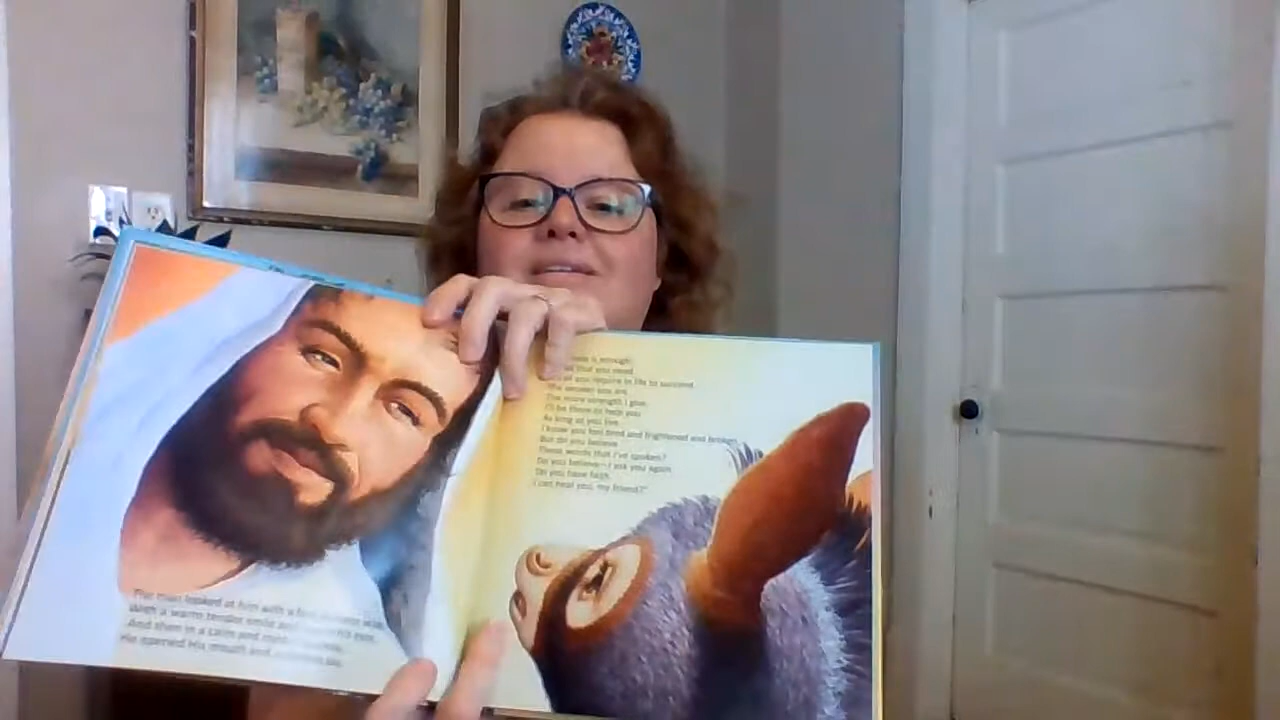 The man looked at him with a
With a warm tender smile and
And then in a calm and
He opened His mouth and
is enough
all that you need
all you require in life to succeed
The weaker you are
The more strength I give
I'll be there to help you
As long as you live
I know you feel tired and frightened and broken
But do you believe
These words that I've spoken?
Do you believe—I ask you again
Do you have faith
I can heal you, my friend?"